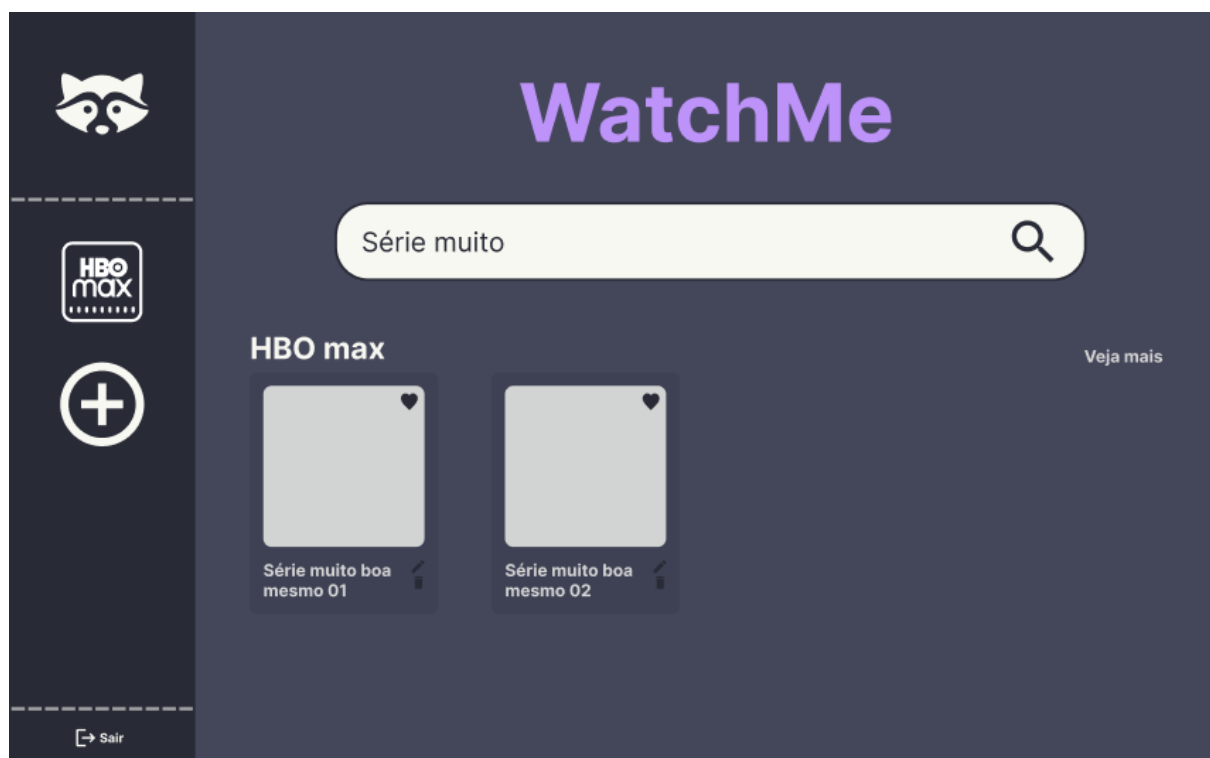 WatchMe
Série muito
HBO
max
HBO max
Veja mais
Série muito boa
mesmo 01
Série muito boa
mesmo 02
Sair